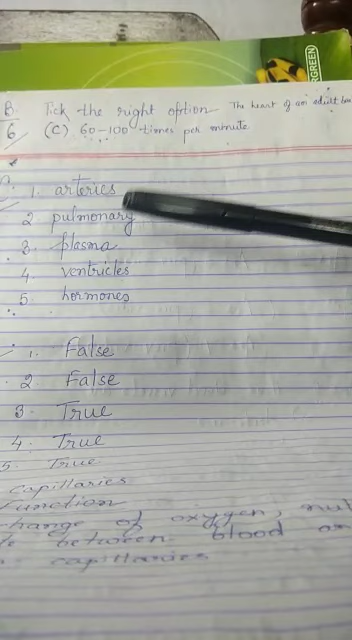 EVERGREEN
B. Tick the right option The heart of an adult
6 (C) 60-100 times per minute
1. arteries
2 pulmonary
3. plasma
4. ventricles
5. hormones
1. False
2 False
3. True
4. True
5. True
Capillaries
Function
change of oxygen,
between blood
capillaries